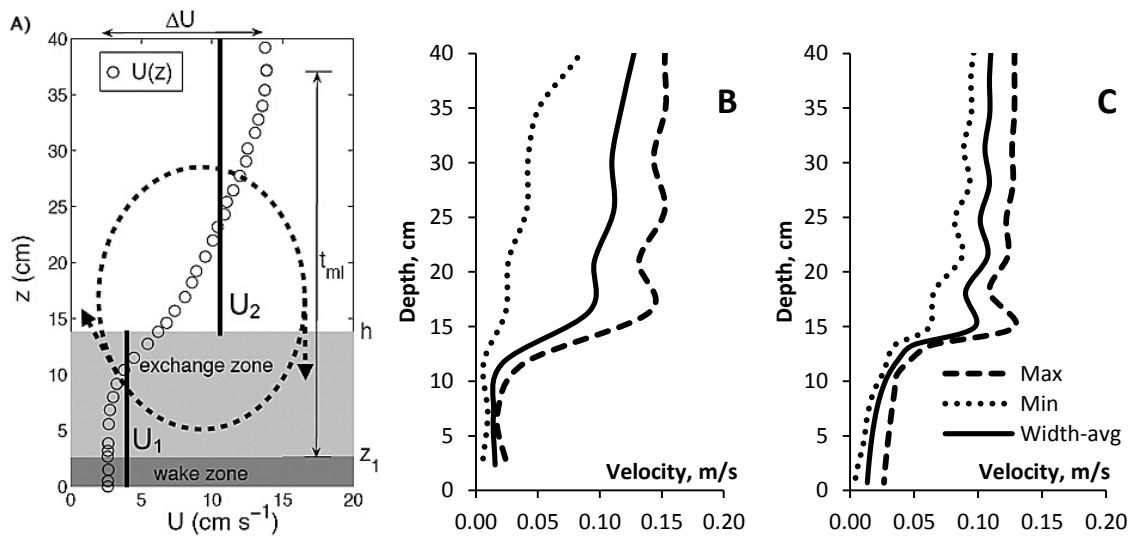 A)
ΔU
U(z)
40
35
30
25
20
15
10
5
0
z (cm)
t_ml
U₂
h
exchange zone
U₁
z₁
wake zone
0 5 10 15 20
U (cm s⁻¹)
B
40
35
30
25
20
15
10
5
0
Depth, cm
Velocity, m/s
0.00 0.05 0.10 0.15 0.20
C
40
35
30
25
20
15
10
5
0
Depth, cm
Max
Min
Width-avg
Velocity, m/s
0.00 0.05 0.10 0.15 0.20